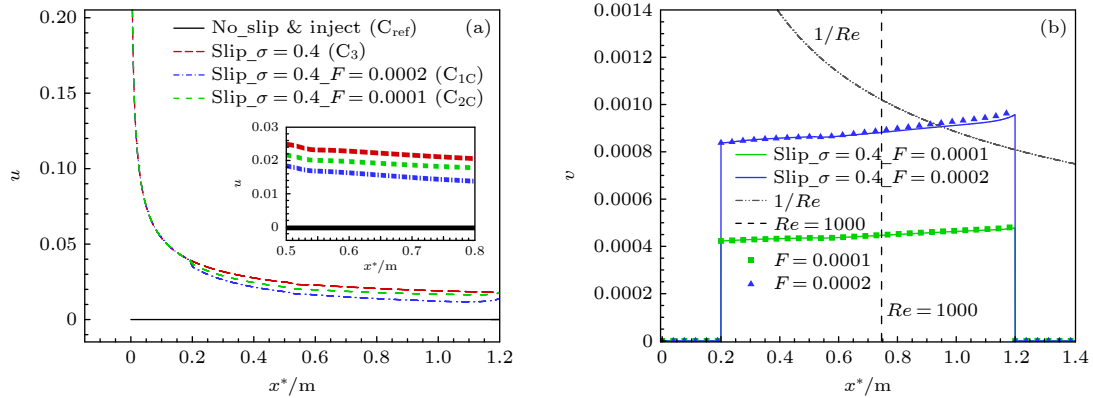 0.20
0.15
0.10
0.05
0
0
0.2
0.4
0.6
0.8
1.0
1.2
u
x*/m
(a)
No_slip & inject (C_ref)
Slip_σ = 0.4 (C_3)
Slip_σ = 0.4_F = 0.0002 (C_1C)
Slip_σ = 0.4_F = 0.0001 (C_2C)
0.03
0.02
0.01
0
0.5
0.6
0.7
0.8
u
x*/m
0.0014
0.0012
0.0010
0.0008
0.0006
0.0004
0.0002
0
0
0.2
0.4
0.6
0.8
1.0
1.2
1.4
v
x*/m
(b)
1/Re
Slip_σ = 0.4_F = 0.0001
Slip_σ = 0.4_F = 0.0002
1/Re
Re = 1000
F = 0.0001
F = 0.0002
Re = 1000